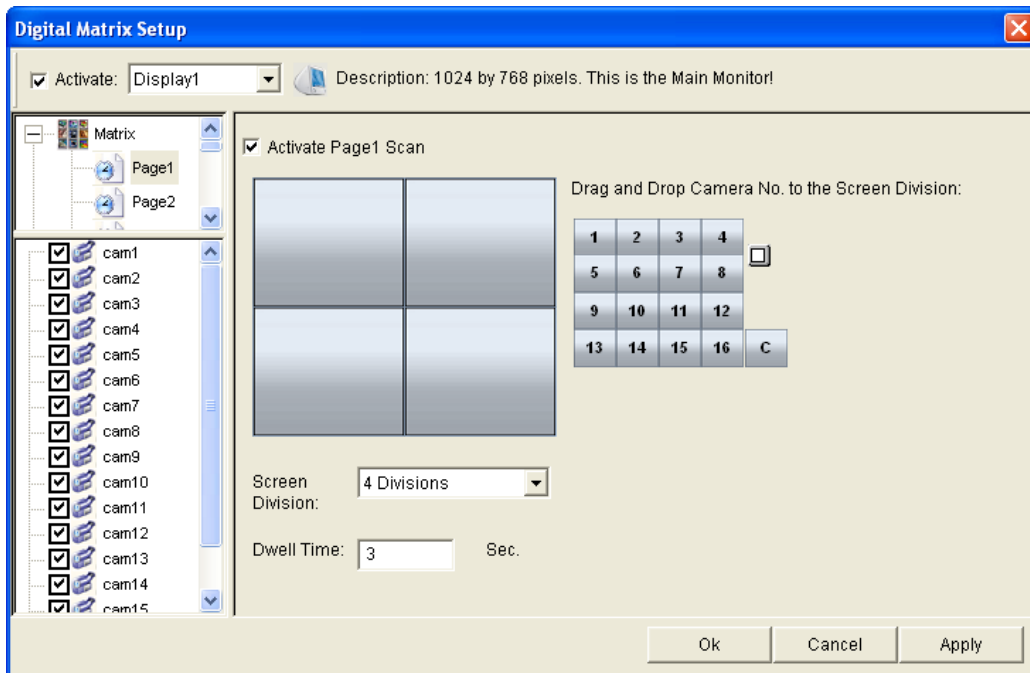 Digital Matrix Setup
Activate: Display1 Description: 1024 by 768 pixels. This is the Main Monitor!
Matrix
Page1
Page2
cam1
cam2
cam3
cam4
cam5
cam6
cam7
cam8
cam9
cam10
cam11
cam12
cam13
cam14
cam15
Activate Page1 Scan
Drag and Drop Camera No. to the Screen Division:
1 2 3 4
5 6 7 8
9 10 11 12
13 14 15 16 C
Screen
Division:
4 Divisions
Dwell Time: 3 Sec.
Ok Cancel Apply